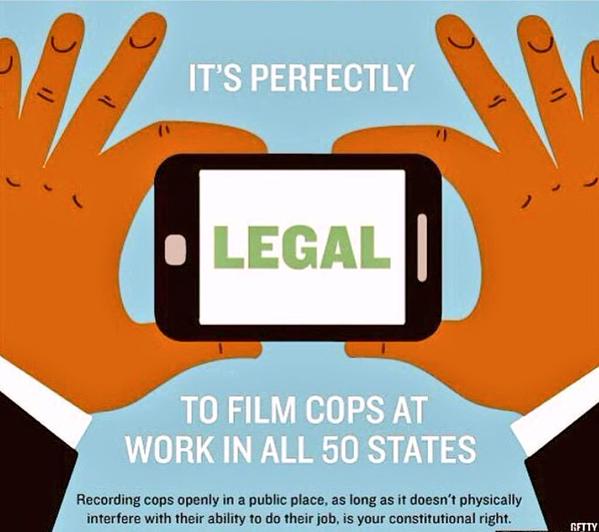 IT'S PERFECTLY
LEGAL
TO FILM COPS AT
WORK IN ALL 50 STATES
Recording cops openly in a public place, as long as it doesn't physically
interfere with their ability to do their job, is your constitutional right.
GETTY